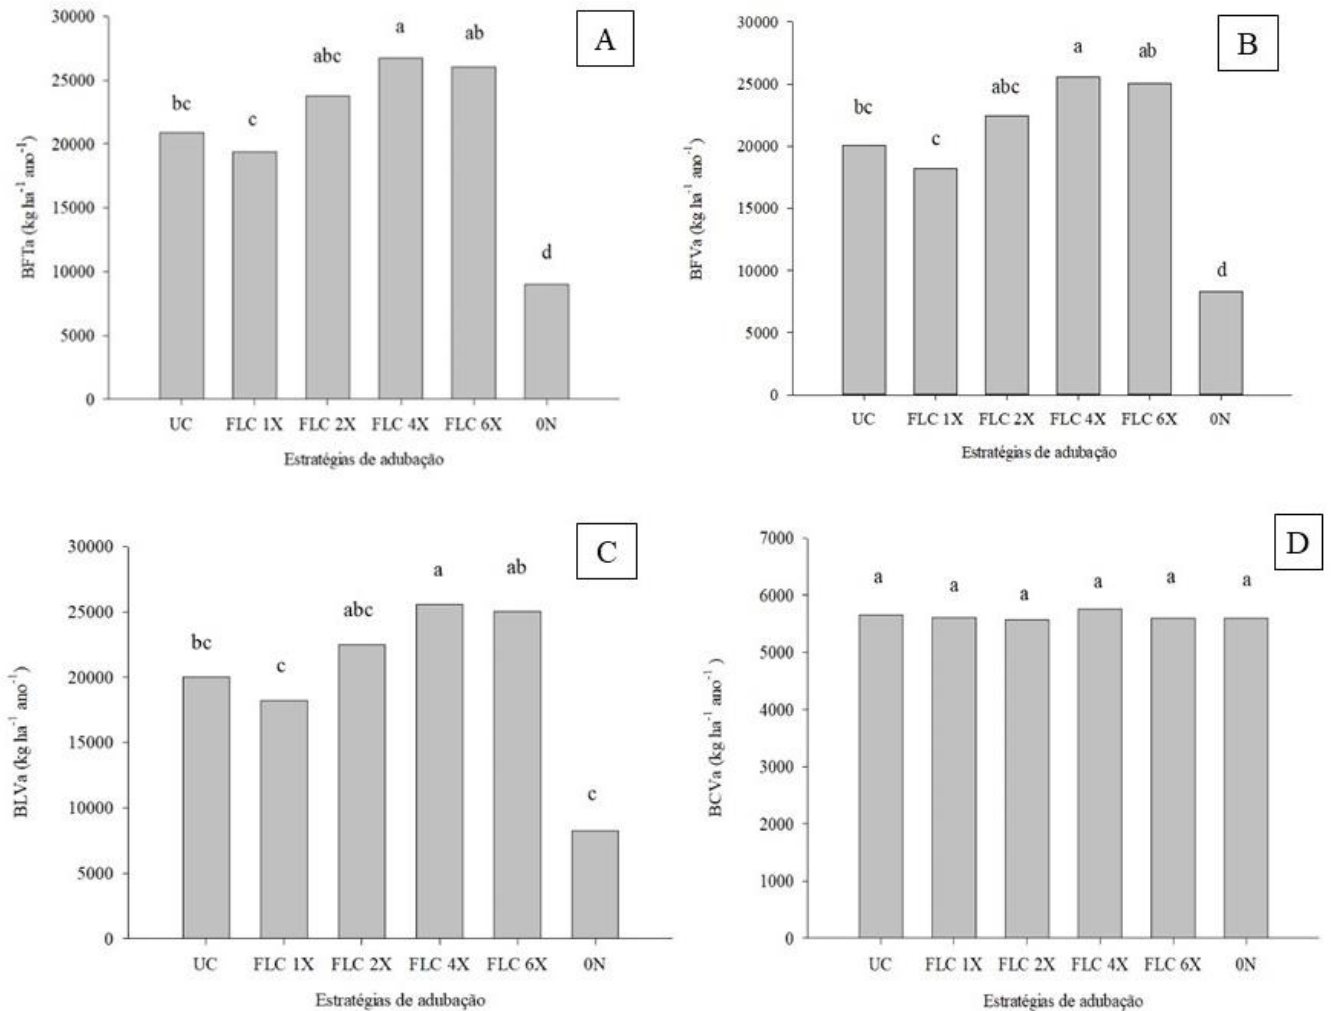 A
BFTa (kg ha⁻¹ ano⁻¹)
30000
25000
20000
15000
10000
5000
0
bc
c
abc
a
ab
d
UC FLC 1X FLC 2X FLC 4X FLC 6X 0N
Estratégias de adubação
B
BFVa (kg ha⁻¹ ano⁻¹)
30000
25000
20000
15000
10000
5000
0
bc
c
abc
a
ab
d
UC FLC 1X FLC 2X FLC 4X FLC 6X 0N
Estratégias de adubação
C
BLVa (kg ha⁻¹ ano⁻¹)
30000
25000
20000
15000
10000
5000
0
bc
c
abc
a
ab
c
UC FLC 1X FLC 2X FLC 4X FLC 6X 0N
Estratégias de adubação
D
BCVa (kg ha⁻¹ ano⁻¹ )
7000
6000
5000
4000
3000
2000
1000
0
a
a
a
a
a
a
UC FLC 1X FLC 2X FLC 4X FLC 6X 0N
Estratégias de adubação